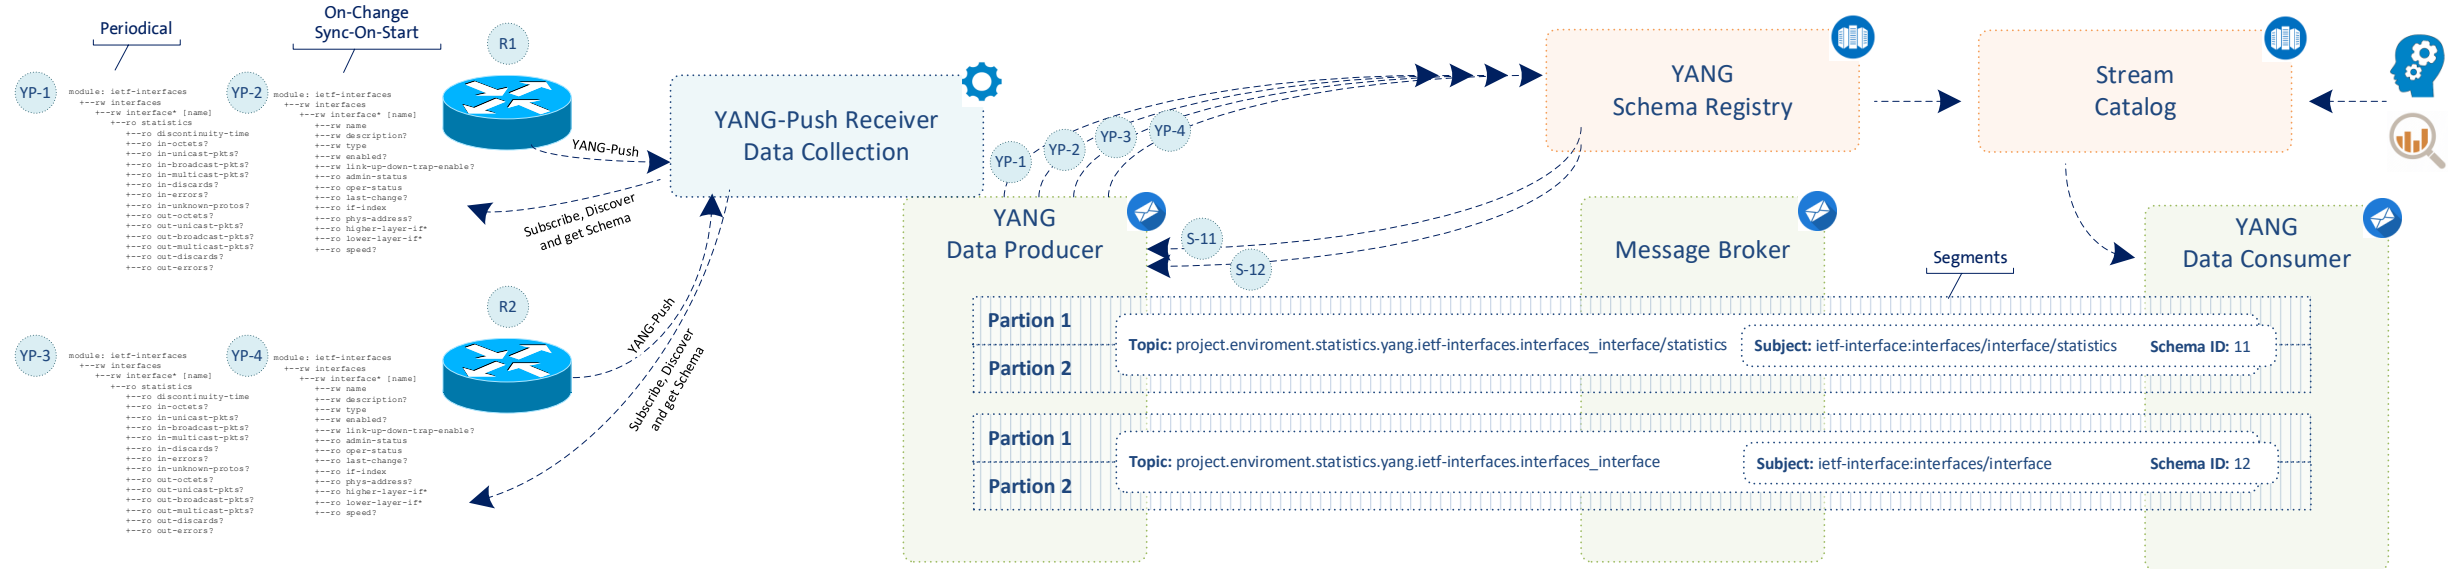 Periodical
On-Change
Sync-On-Start
YP-1
module: ietf-interfaces
+--rw interfaces
+--rw interface* [name]
+--ro statistics
+--ro discontinuity-time
+--ro in-octets?
+--ro in-unicast-pkts?
+--ro in-broadcast-pkts?
+--ro in-multicast-pkts?
+--ro in-discards?
+--ro in-errors?
+--ro in-unknown-protos?
+--ro out-octets?
+--ro out-unicast-pkts?
+--ro out-broadcast-pkts?
+--ro out-multicast-pkts?
+--ro out-discards?
+--ro out-errors?
YP-2
module: ietf-interfaces
+--rw interfaces
+--rw interface* [name]
+--rw name
+--rw description?
+--rw type
+--rw enabled?
+--rw link-up-down-trap-enable?
+--ro admin-status
+--ro oper-status
+--ro last-change?
+--ro if-index
+--ro phys-address?
+--ro higher-layer-if*
+--ro lower-layer-if*
+--ro speed?
R1
YANG-Push
Subscribe, Discover
and get Schema
YP-3
module: ietf-interfaces
+--rw interfaces
+--rw interface* [name]
+--ro statistics
+--ro discontinuity-time
+--ro in-octets?
+--ro in-unicast-pkts?
+--ro in-broadcast-pkts?
+--ro in-multicast-pkts?
+--ro in-discards?
+--ro in-errors?
+--ro in-unknown-protos?
+--ro out-octets?
+--ro out-unicast-pkts?
+--ro out-broadcast-pkts?
+--ro out-multicast-pkts?
+--ro out-discards?
+--ro out-errors?
YP-4
module: ietf-interfaces
+--rw interfaces
+--rw interface* [name]
+--rw name
+--rw description?
+--rw type
+--rw enabled?
+--rw link-up-down-trap-enable?
+--ro admin-status
+--ro oper-status
+--ro last-change?
+--ro if-index
+--ro phys-address?
+--ro higher-layer-if*
+--ro lower-layer-if*
+--ro speed?
R2
YANG-Push
Subscribe, Discover
and get Schema
YANG-Push Receiver
Data Collection
YP-1
YP-2
YP-3
YP-4
YANG
Schema Registry
Stream
Catalog
YANG
Data Producer
S-11
S-12
Message Broker
YANG
Data Consumer
Segments
Partion 1
Partion 2
Topic: project.enviroment.statistics.yang.ietf-interfaces.interfaces_interface/statistics
Subject: ietf-interface:interfaces/interface/statistics
Schema ID: 11
Partion 1
Partion 2
Topic: project.enviroment.statistics.yang.ietf-interfaces.interfaces_interface
Subject: ietf-interface:interfaces/interface
Schema ID: 12